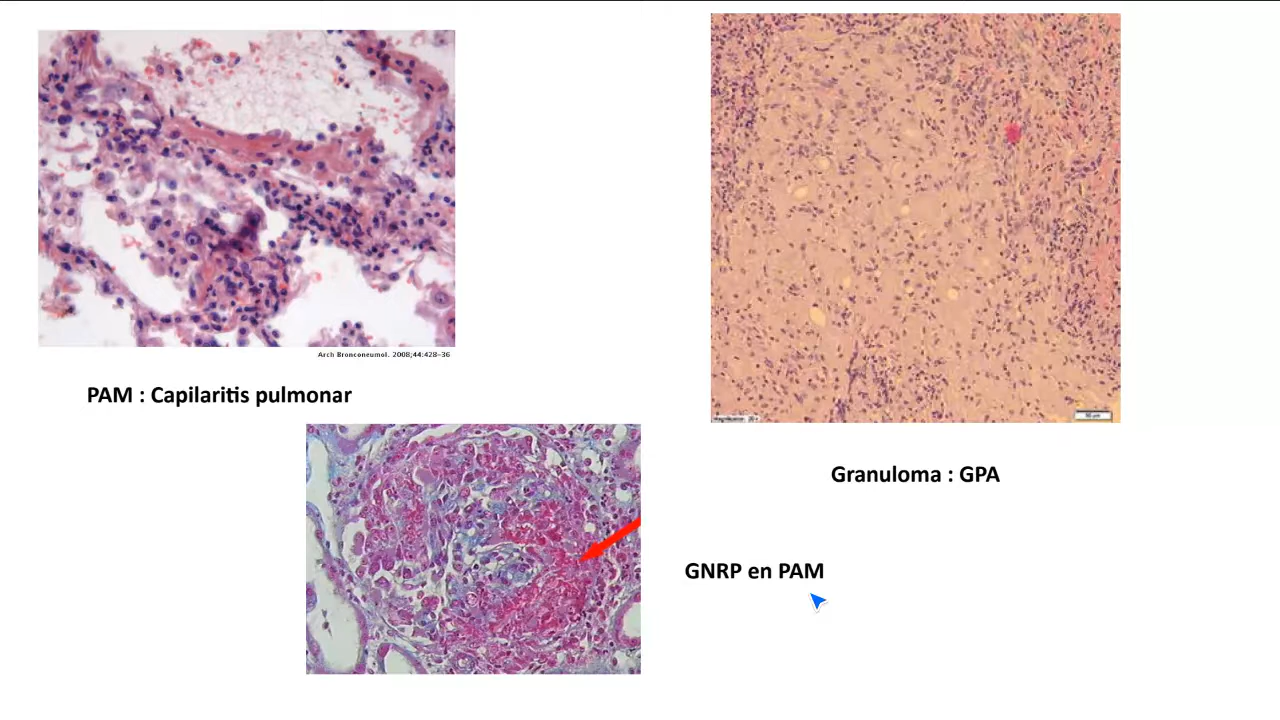 Arch Bronconeumol. 2008;44:428-36
PAM : Capilaritis pulmonar
Granuloma : GPA
GNRP en PAM